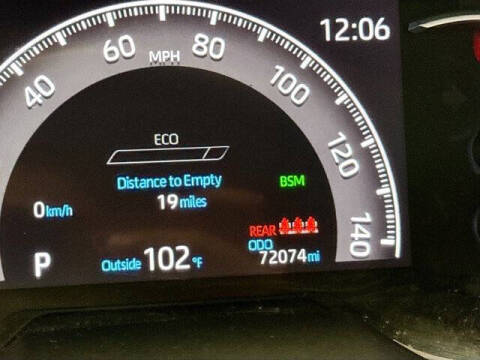 12:06
40 60 80 100 120 140
MPH
ECO
Distance to Empty
19 miles
BSM
0 km/h
REAR
ODO
P
Outside 102 °F
72074 mi